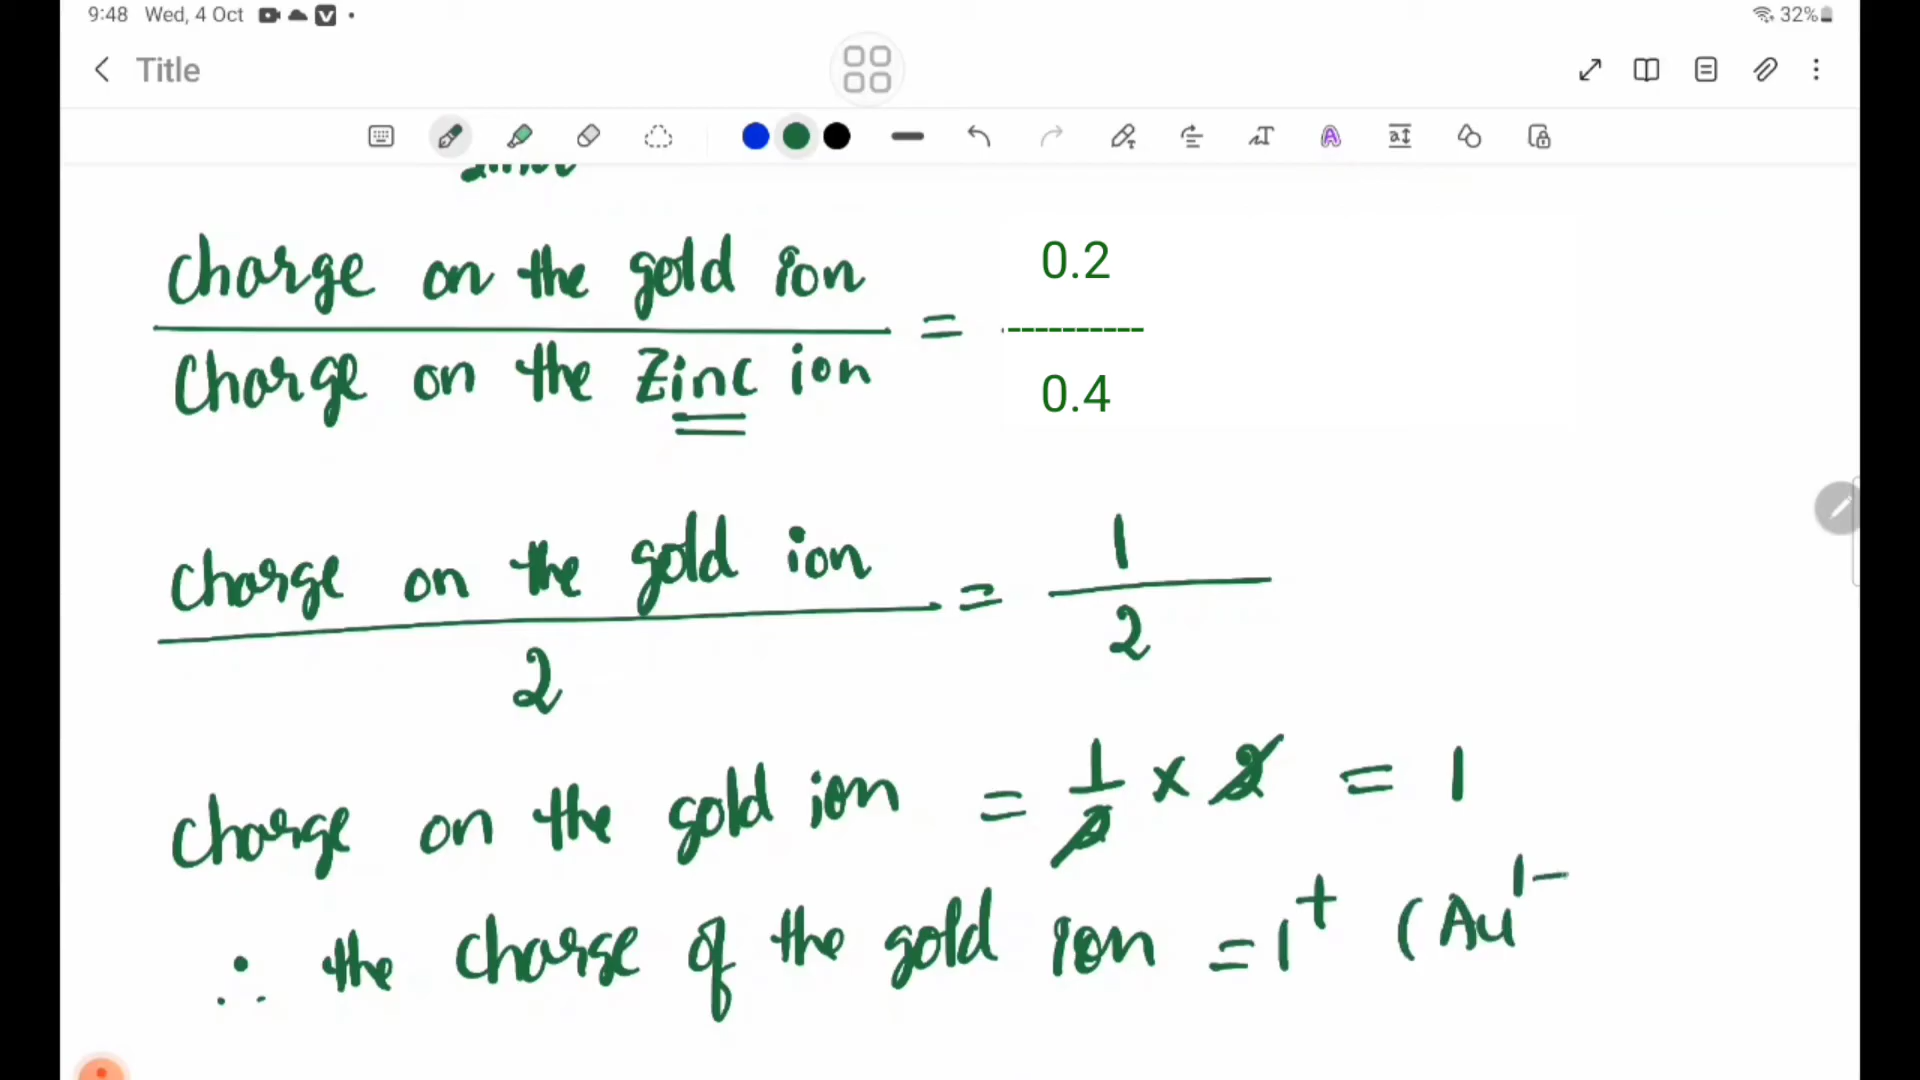 9:48 Wed, 4 Oct V 32%
Title
charge on the gold ion / Charge on the Zinc ion = 0.2 / 0.4
charge on the gold ion / 2 = 1 / 2
charge on the gold ion = 1/2 x 2 = 1
∴ the charge of the gold ion = 1+ (Au 1-